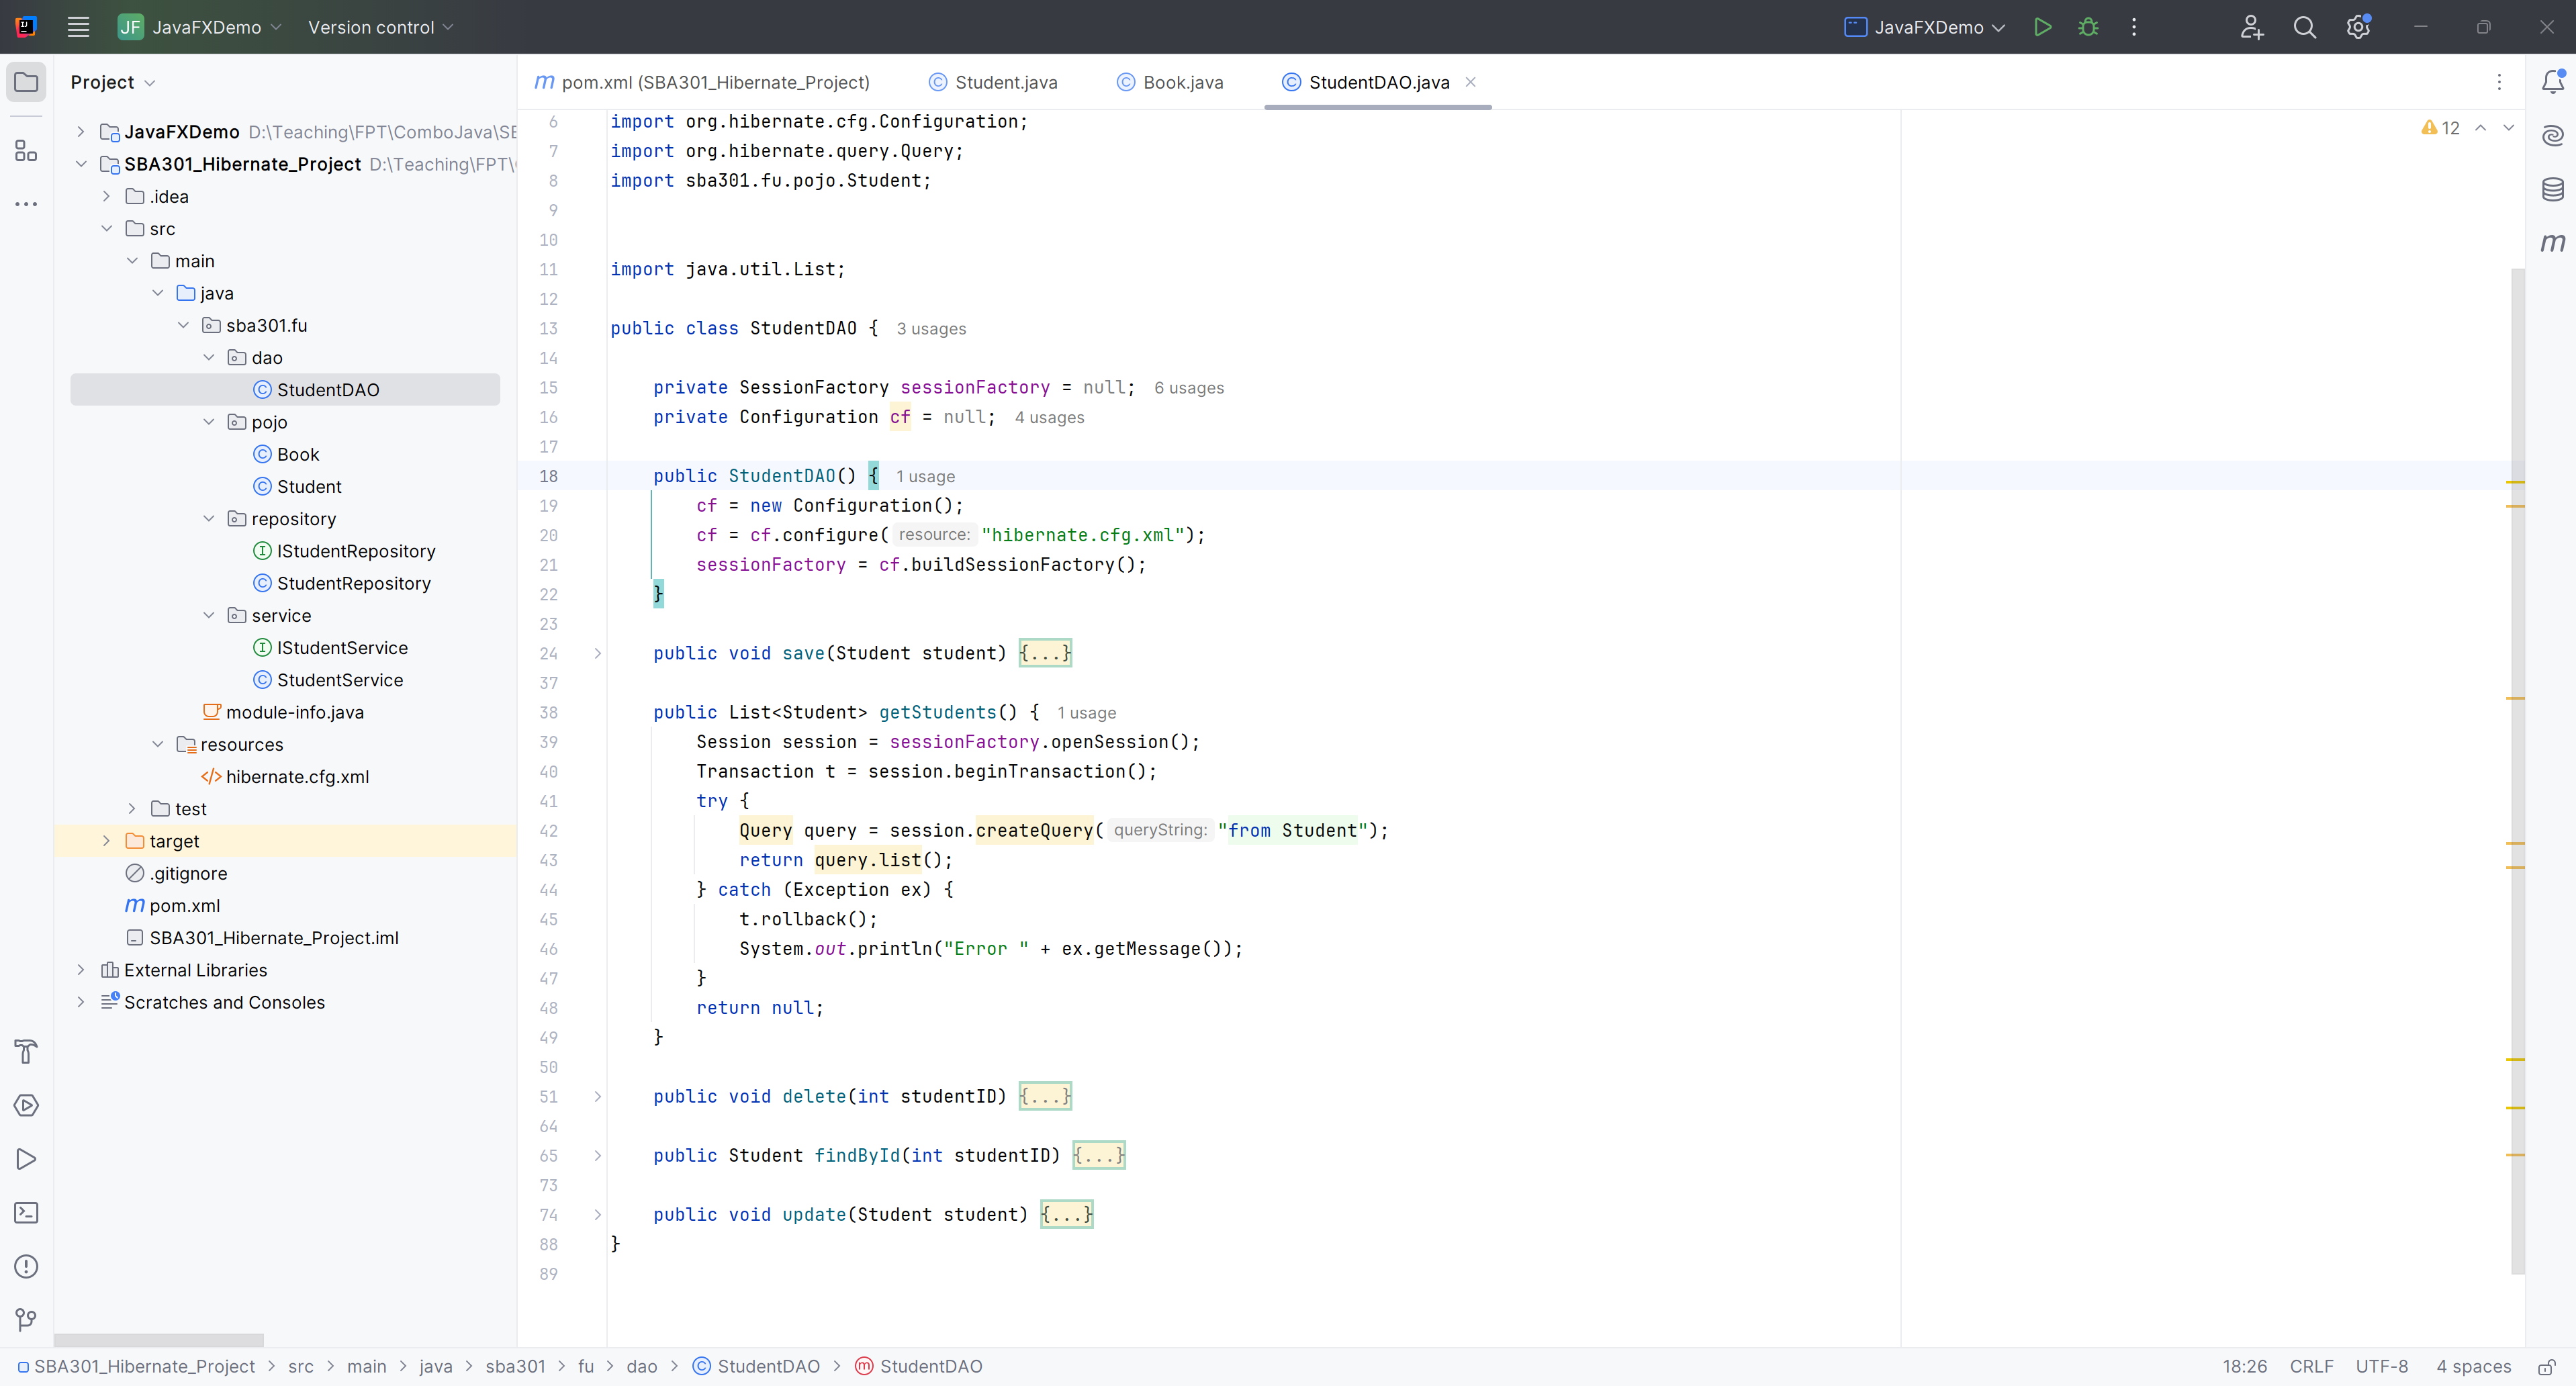 JF JavaFXDemo Version control JavaFXDemo
Project
JavaFXDemo D:\Teaching\FPT\ComboJava\SB
SBA301_Hibernate_Project D:\Teaching\FPT\
.idea
src
main
java
sba301.fu
dao
StudentDAO
pojo
Book
Student
repository
IStudentRepository
StudentRepository
service
IStudentService
StudentService
module-info.java
resources
hibernate.cfg.xml
test
target
.gitignore
pom.xml
SBA301_Hibernate_Project.iml
External Libraries
Scratches and Consoles
pom.xml (SBA301_Hibernate_Project) Student.java Book.java StudentDAO.java
12
6 import org.hibernate.cfg.Configuration;
7 import org.hibernate.query.Query;
8 import sba301.fu.pojo.Student;
9
10
11 import java.util.List;
12
13 public class StudentDAO { 3 usages
14
15 private SessionFactory sessionFactory = null; 6 usages
16 private Configuration cf = null; 4 usages
17
18 public StudentDAO() { 1 usage
19 cf = new Configuration();
20 cf = cf.configure( resource: "hibernate.cfg.xml");
21 sessionFactory = cf.buildSessionFactory();
22 }
23
24 public void save(Student student) {...}
37
38 public List<Student> getStudents() { 1 usage
39 Session session = sessionFactory.openSession();
40 Transaction t = session.beginTransaction();
41 try {
42 Query query = session.createQuery( queryString: "from Student");
43 return query.list();
44 } catch (Exception ex) {
45 t.rollback();
46 System.out.println("Error " + ex.getMessage());
47 }
48 return null;
49 }
50
51 public void delete(int studentID) {...}
64
65 public Student findById(int studentID) {...}
73
74 public void update(Student student) {...}
88 }
89
SBA301_Hibernate_Project > src > main > java > sba301 > fu > dao > StudentDAO > StudentDAO
18:26 CRLF UTF-8 4 spaces